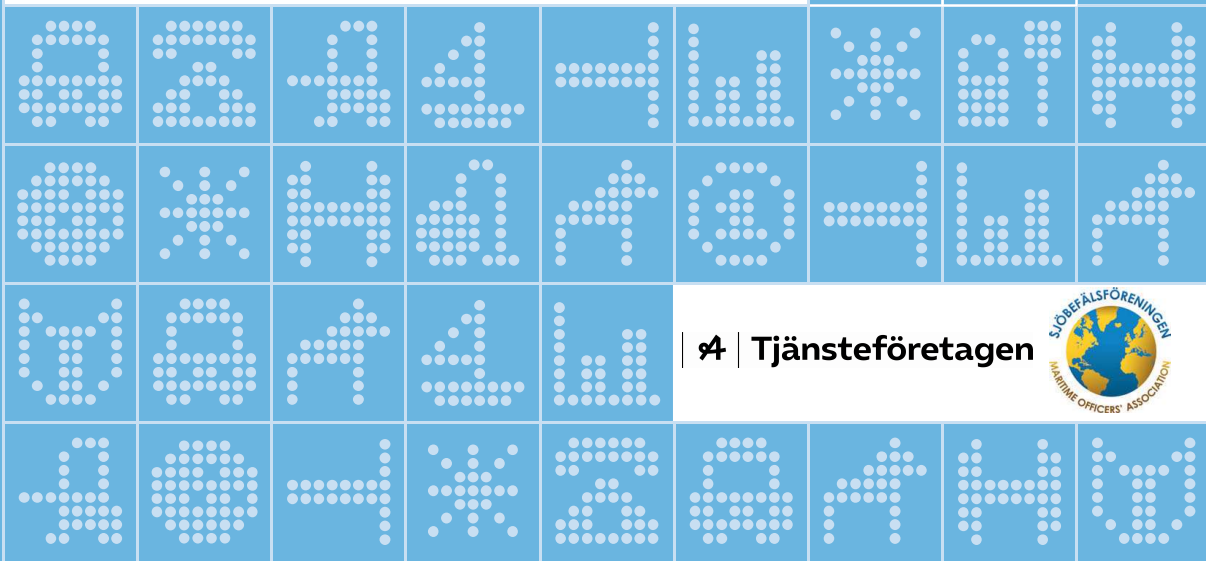 Tjänsteföretagen
SJÖBEFÄLSFÖRENINGEN
MARITIME OFFICERS' ASSOCIATION